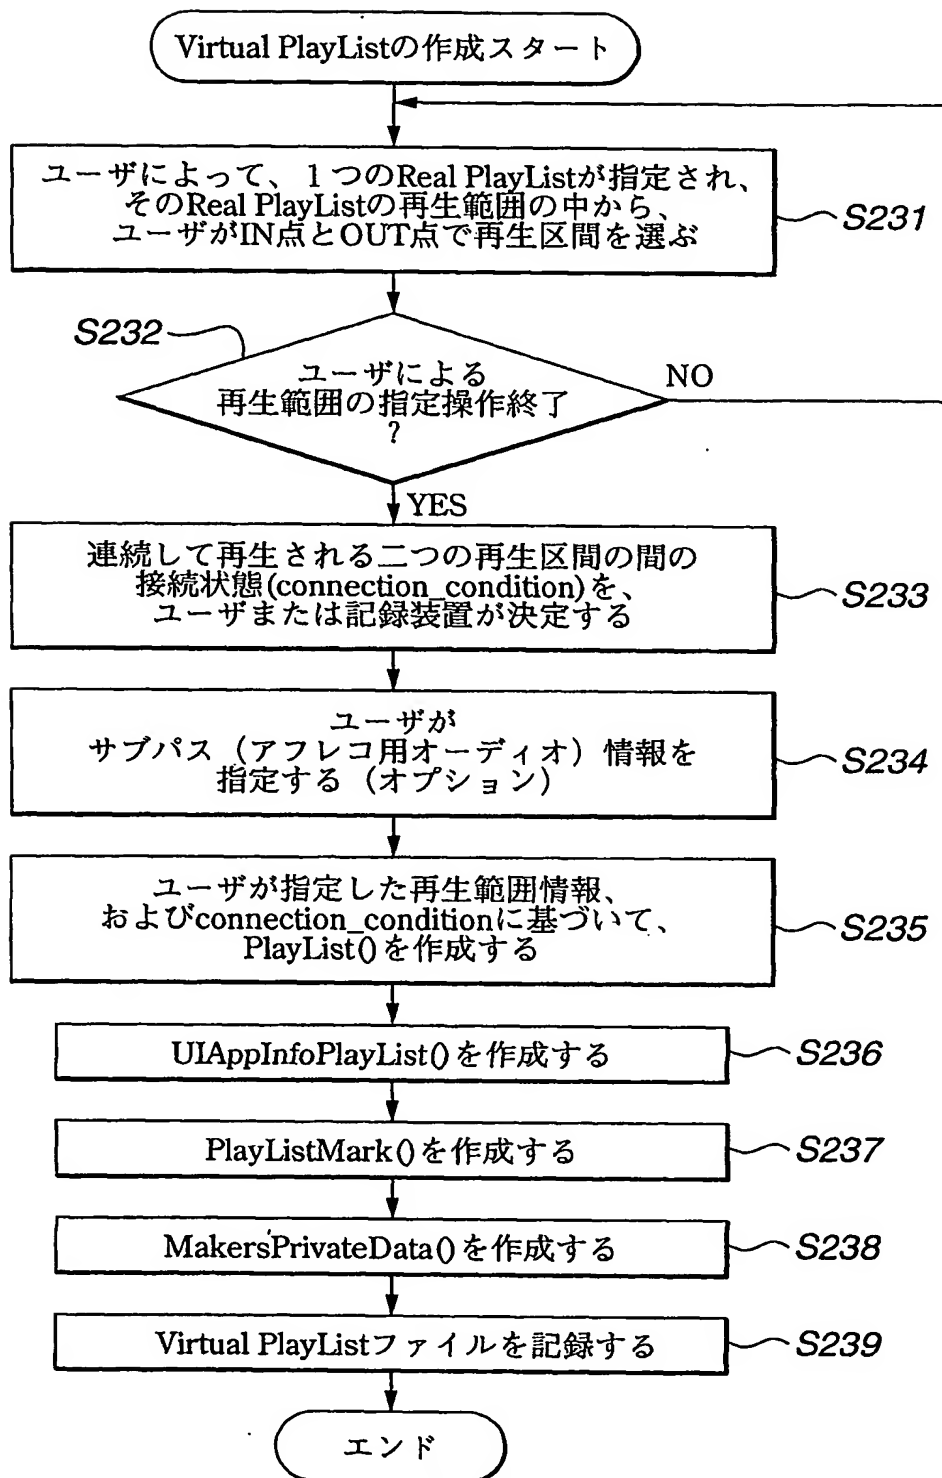 Virtual PlayListの作成スタート
ユーザによって、１つのReal PlayListが指定され、
そのReal PlayListの再生範囲の中から、
ユーザがIN点とOUT点で再生区間を選ぶ
S231
S232
ユーザによる
再生範囲の指定操作終了
?
NO
YES
連続して再生される二つの再生区間の間の
接続状態(connection_condition)を、
ユーザまたは記録装置が決定する
S233
ユーザが
サブパス（アフレコ用オーディオ）情報を
指定する（オプション）
S234
ユーザが指定した再生範囲情報、
およびconnection_conditionに基づいて、
PlayList()を作成する
S235
UIAppInfoPlayList()を作成する
S236
PlayListMark()を作成する
S237
MakersPrivateData()を作成する
S238
Virtual PlayListファイルを記録する
S239
エンド